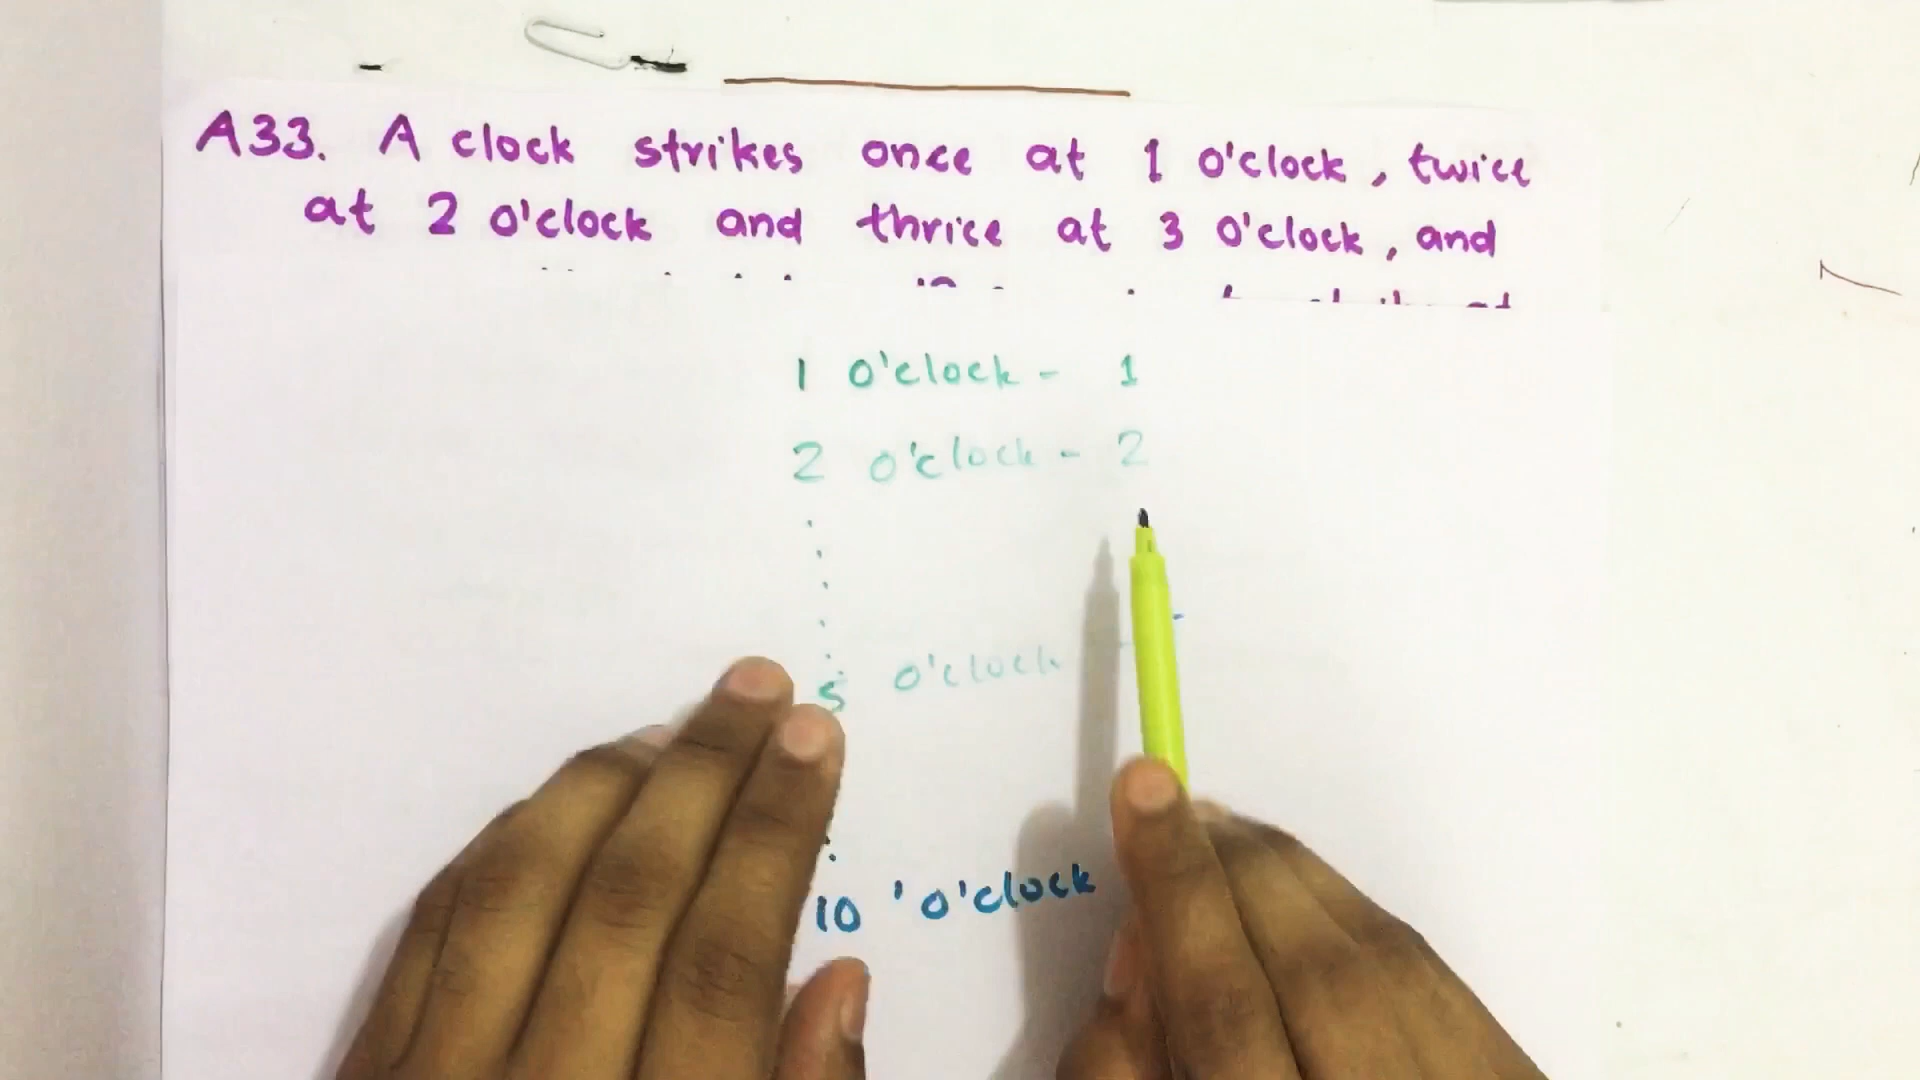 A33. A clock strikes once at 1 o'clock, twice
at 2 o'clock and thrice at 3 o'clock, and
1 o'clock - 1
2 o'clock - 2
5 o'clock
10 'o'clock